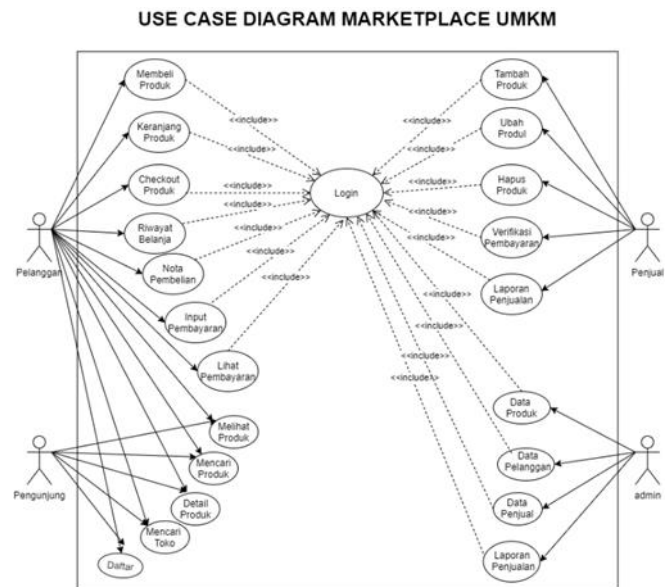 USE CASE DIAGRAM MARKETPLACE UMKM
Membeli
Produk
Tambah
Produk
<<include>>
<<include>>
Keranjang
Produk
Ubah
Produl
<<include>>
<<include>>
Checkout
Produk
<<include>>
Login
<<include>>
Hapus
Produk
<<include>>
Riwayat
Belanja
<<include>>
Verifikasi
Pembayaran
Pelanggan
Penjual
<<include>>
Nota
Pembelian
<<include>>
<<include>>
<<include>>
Laporan
Penjualan
Input
Pembayaran
<<include>>
<<include>>
Lihat
Pembayaran
<<include>>
<<include>>
Data
Produk
Melihat
Produk
Mencari
Produk
Data
Pelanggan
Pengunjung
admin
Detail
Produk
Data
Penjual
Mencari
Toko
Daftar
Laporan
Penjualan